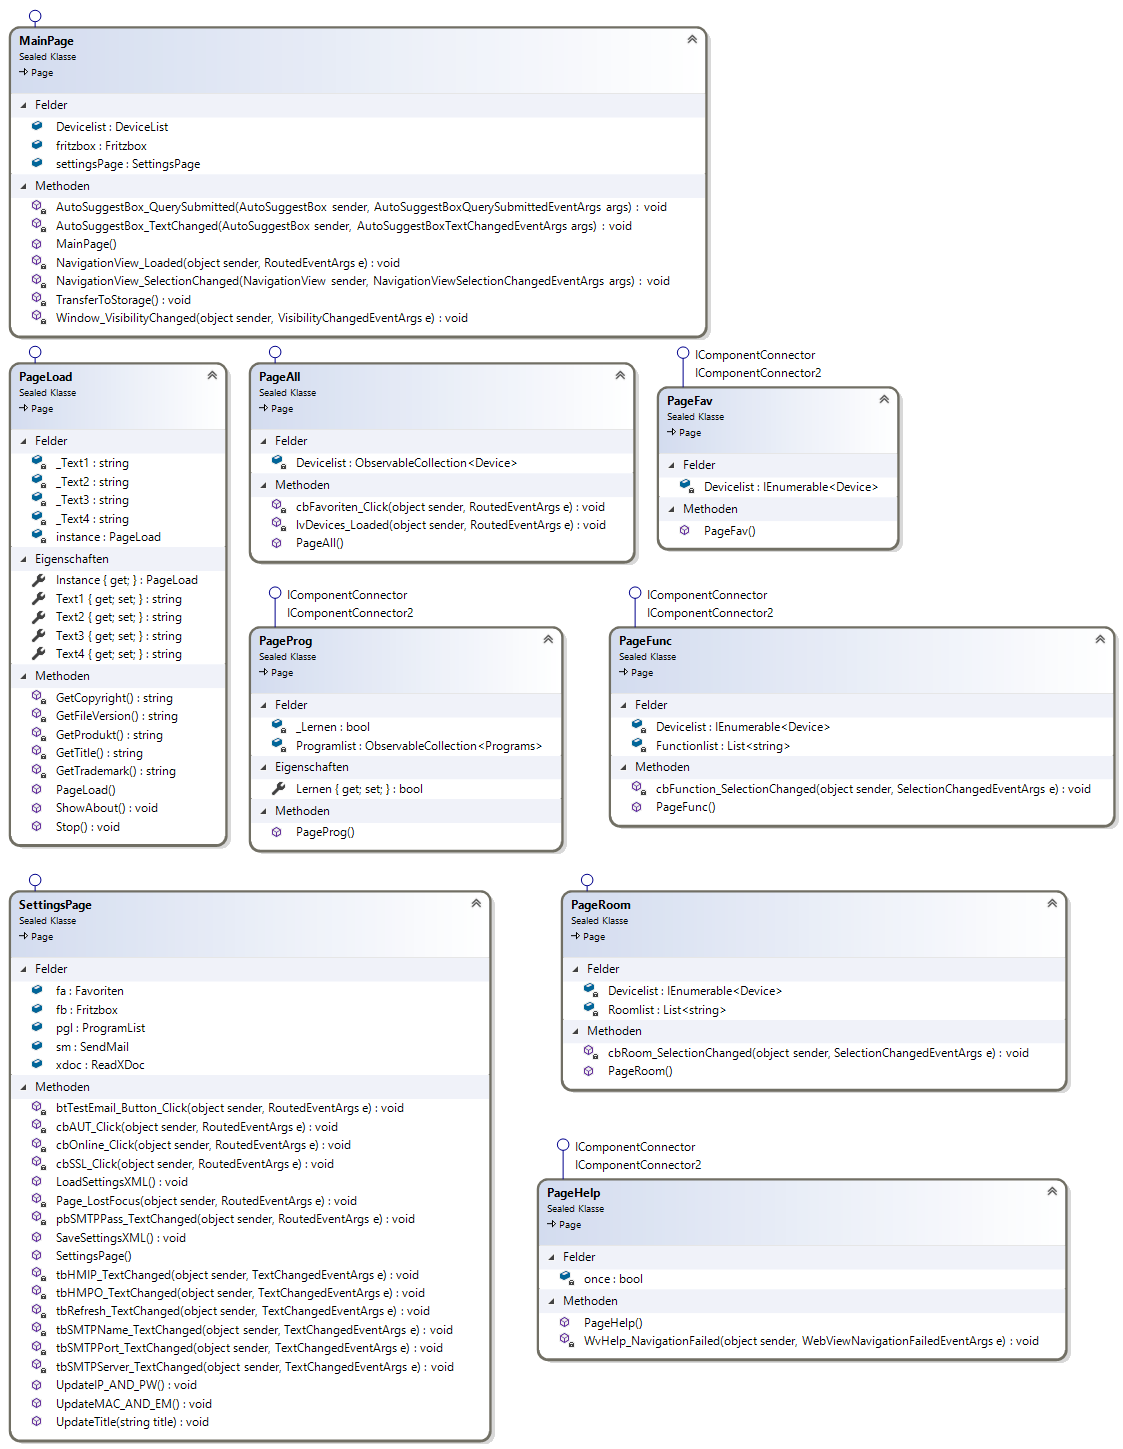 MainPage
Sealed Klasse
Page
Felder
Devicelist : DeviceList
fritzbox : Fritzbox
settingsPage : SettingsPage
Methoden
AutoSuggestBox_QuerySubmitted(AutoSuggestBox sender, AutoSuggestBoxQuerySubmittedEventArgs args) : void
AutoSuggestBox_TextChanged(AutoSuggestBox sender, AutoSuggestBoxTextChangedEventArgs args) : void
MainPage()
NavigationView_Loaded(object sender, RoutedEventArgs e) : void
NavigationView_SelectionChanged(NavigationView sender, NavigationViewSelectionChangedEventArgs args) : void
TransferToStorage() : void
Window_VisibilityChanged(object sender, VisibilityChangedEventArgs e) : void
PageLoad
Sealed Klasse
Page
Felder
_Text1 : string
_Text2 : string
_Text3 : string
_Text4 : string
instance : PageLoad
Eigenschaften
Instance { get; } : PageLoad
Text1 { get; set; } : string
Text2 { get; set; } : string
Text3 { get; set; } : string
Text4 { get; set; } : string
Methoden
GetCopyright() : string
GetFileVersion() : string
GetProdukt() : string
GetTitle() : string
GetTrademark() : string
PageLoad()
ShowAbout() : void
Stop() : void
PageAll
Sealed Klasse
Page
Felder
Devicelist : ObservableCollection<Device>
Methoden
cbFavoriten_Click(object sender, RoutedEventArgs e) : void
lvDevices_Loaded(object sender, RoutedEventArgs e) : void
PageAll()
IComponentConnector
IComponentConnector2
PageFav
Sealed Klasse
Page
Felder
Devicelist : IEnumerable<Device>
Methoden
PageFav()
IComponentConnector
IComponentConnector2
PageProg
Sealed Klasse
Page
Felder
_Lernen : bool
Programlist : ObservableCollection<Programs>
Eigenschaften
Lernen { get; set; } : bool
Methoden
PageProg()
IComponentConnector
IComponentConnector2
PageFunc
Sealed Klasse
Page
Felder
Devicelist : IEnumerable<Device>
Functionlist : List<string>
Methoden
cbFunction_SelectionChanged(object sender, SelectionChangedEventArgs e) : void
PageFunc()
SettingsPage
Sealed Klasse
Page
Felder
fa : Favoriten
fb : Fritzbox
pgl : ProgramList
sm : SendMail
xdoc : ReadXDoc
Methoden
btTestEmail_Button_Click(object sender, RoutedEventArgs e) : void
cbAUT_Click(object sender, RoutedEventArgs e) : void
cbOnline_Click(object sender, RoutedEventArgs e) : void
cbSSL_Click(object sender, RoutedEventArgs e) : void
LoadSettingsXML() : void
Page_LostFocus(object sender, RoutedEventArgs e) : void
pbSMTPPass_TextChanged(object sender, RoutedEventArgs e) : void
SaveSettingsXML() : void
SettingsPage()
tbHMIP_TextChanged(object sender, TextChangedEventArgs e) : void
tbHMPO_TextChanged(object sender, TextChangedEventArgs e) : void
tbRefresh_TextChanged(object sender, TextChangedEventArgs e) : void
tbSMTPName_TextChanged(object sender, TextChangedEventArgs e) : void
tbSMTPPort_TextChanged(object sender, TextChangedEventArgs e) : void
tbSMTPServer_TextChanged(object sender, TextChangedEventArgs e) : void
UpdateIP_AND_PW() : void
UpdateMAC_AND_EM() : void
UpdateTitle(string title) : void
PageRoom
Sealed Klasse
Page
Felder
Devicelist : IEnumerable<Device>
Roomlist : List<string>
Methoden
cbRoom_SelectionChanged(object sender, SelectionChangedEventArgs e) : void
PageRoom()
IComponentConnector
IComponentConnector2
PageHelp
Sealed Klasse
Page
Felder
once : bool
Methoden
PageHelp()
WvHelp_NavigationFailed(object sender, WebViewNavigationFailedEventArgs e) : void